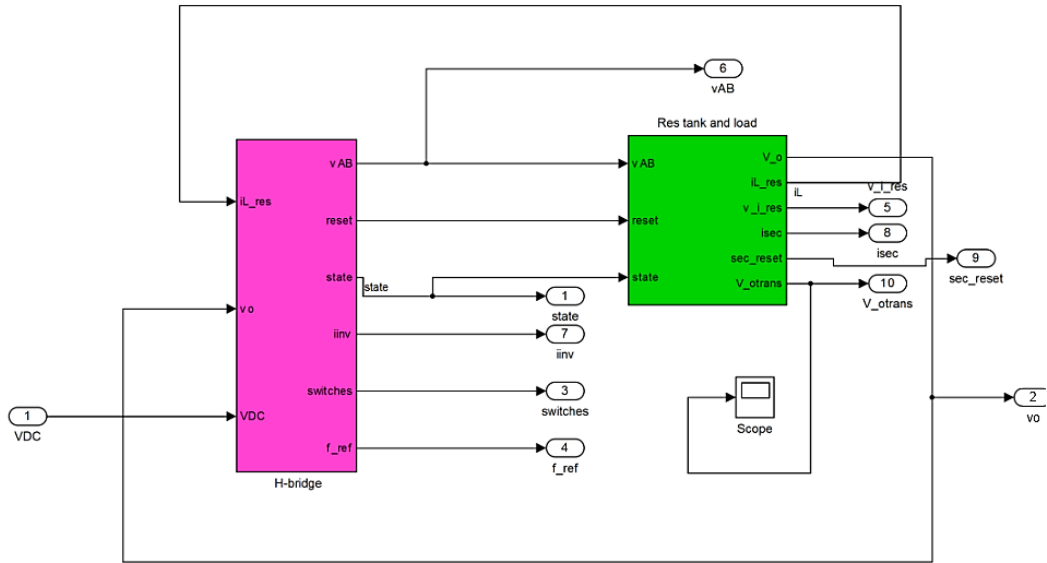 6
vAB
Res tank and load
vAB
reset
state
iinv
switches
f_ref
iL_res
vo
VDC
H-bridge
1
VDC
state
1
state
7
iinv
3
switches
4
f_ref
vAB
reset
state
V_o
iL_res
v_i_res
isec
sec_reset
V_otrans
iL
v_i_res
5
8
isec
9
sec_reset
10
V_otrans
Scope
2
vo